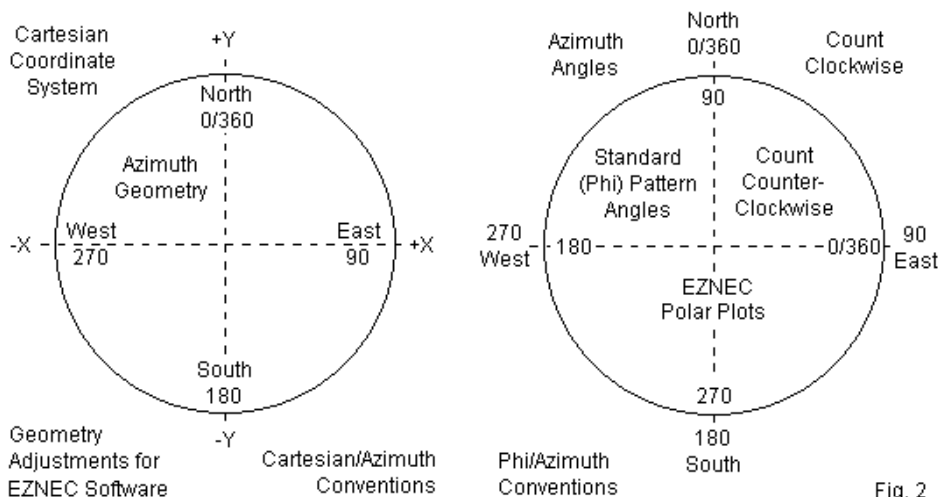 Cartesian
Coordinate
System
+Y
North
0/360
Azimuth
Geometry
-X
West
270
East
90
+X
South
180
-Y
Geometry
Adjustments for
EZNEC Software
Cartesian/Azimuth
Conventions
Azimuth
Angles
North
0/360
Count
Clockwise
90
Standard
(Phi) Pattern
Angles
Count
Counter-
Clockwise
270
West
180
0/360
90
East
EZNEC
Polar Plots
270
180
South
Phi/Azimuth
Conventions
Fig. 2